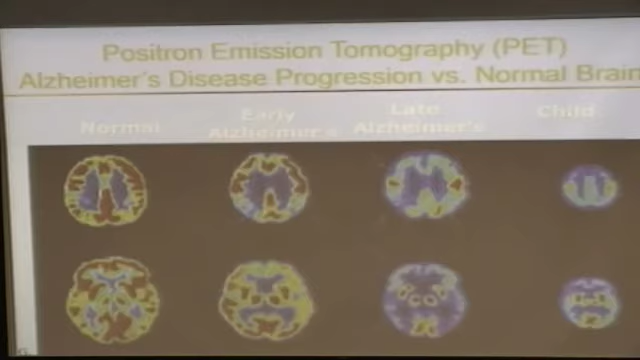 Positron Emission Tomography (PET)
Alzheimer's Disease Progression vs. Normal Brain
Normal
Early
Alzheimer's
Late
Alzheimer's
Child